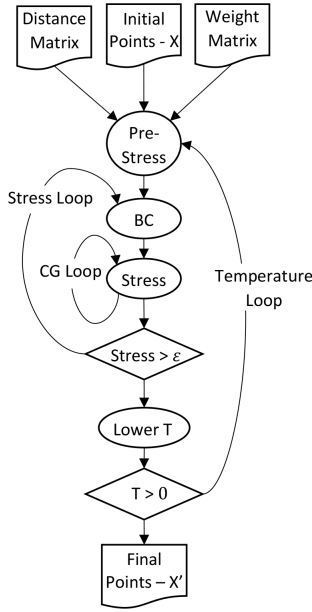 Distance
Matrix
Initial
Points - X
Weight
Matrix
Pre-
Stress
Stress Loop
BC
CG Loop
Stress
Temperature
Loop
Stress > ε
Lower T
T > 0
Final
Points – X'